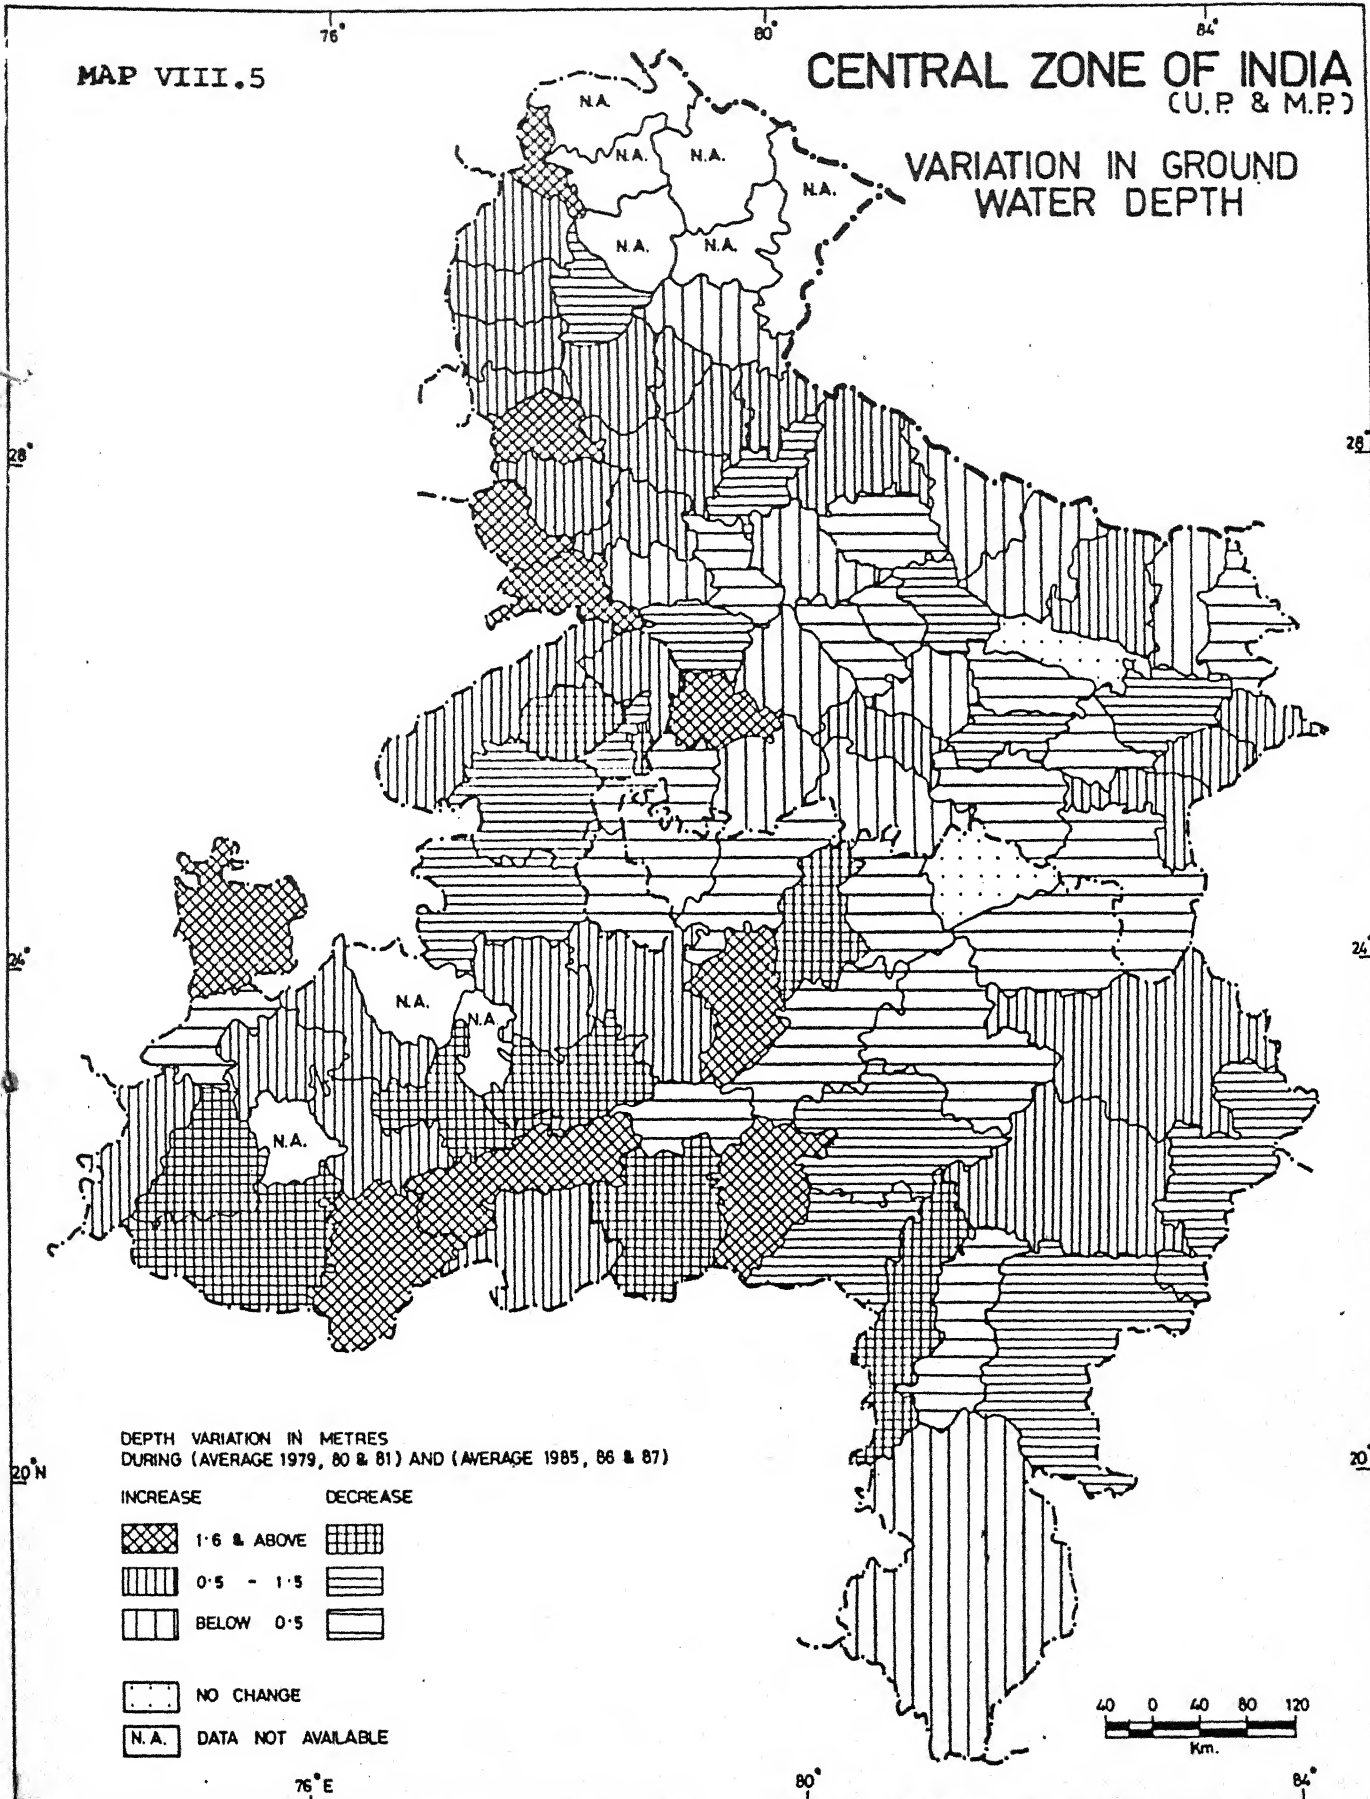 76° 80° 84°
MAP VIII.5
CENTRAL ZONE OF INDIA
(U.P. & M.P.)
VARIATION IN GROUND
WATER DEPTH
N.A.
N.A. N.A.
N.A.
N.A. N.A.
28° 28°
24° 24°
N.A.
N.A.
N.A.
DEPTH VARIATION IN METRES
DURING (AVERAGE 1979, 80 & 81) AND (AVERAGE 1985, 86 & 87)
20°N 20°
INCREASE DECREASE
1·6 & ABOVE
0·5 - 1·5
BELOW 0·5
NO CHANGE
N.A. DATA NOT AVAILABLE
40 0 40 80 120
Km.
76°E 80° 84°